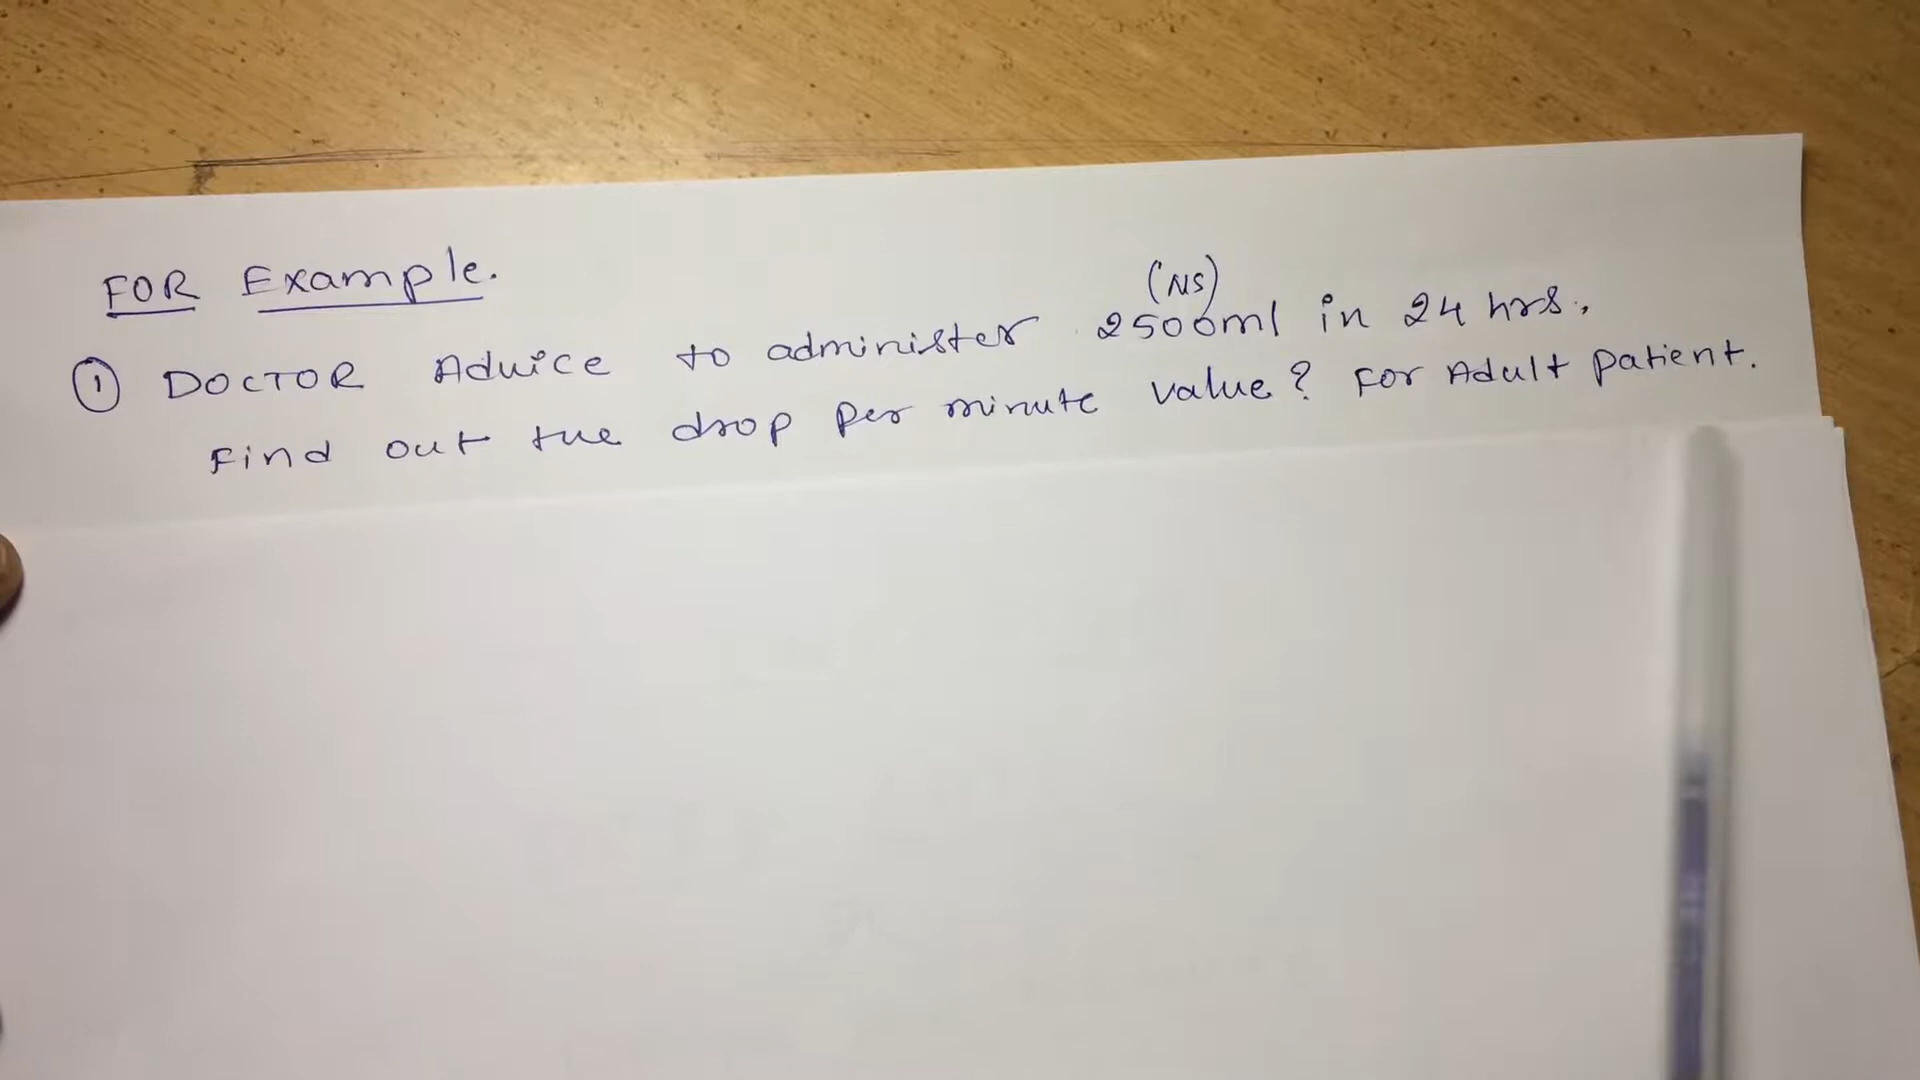 FOR Example.
(NS)
① DOCTOR Advice to administer 2500ml in 24 hrs.
Find out the drop per minute value? For Adult patient.